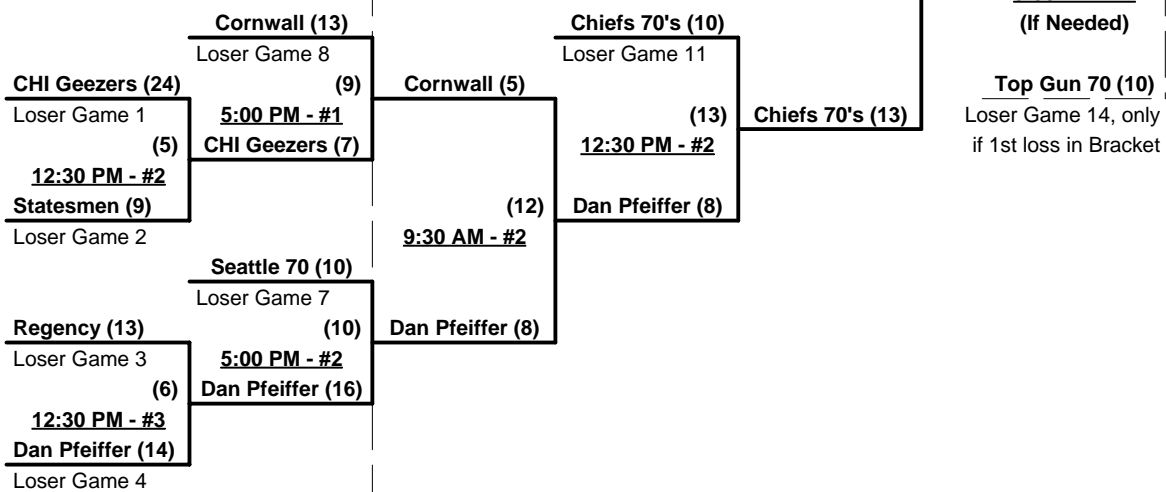 Cornwall (13)
Chiefs 70's (10)
(If Needed)
Loser Game 8
Loser Game 11
CHI Geezers (24)
(9)
Cornwall (5)
Top Gun 70 (10)
Loser Game 1
5:00 PM - #1
(13)
Chiefs 70's (13)
Loser Game 14, only
(5)
CHI Geezers (7)
12:30 PM - #2
if 1st loss in Bracket
12:30 PM - #2
Statesmen (9)
(12)
Dan Pfeiffer (8)
Loser Game 2
9:30 AM - #2
Seattle 70 (10)
Loser Game 7
Regency (13)
(10)
Dan Pfeiffer (8)
Loser Game 3
5:00 PM - #2
(6)
Dan Pfeiffer (16)
12:30 PM - #3
Dan Pfeiffer (14)
Loser Game 4